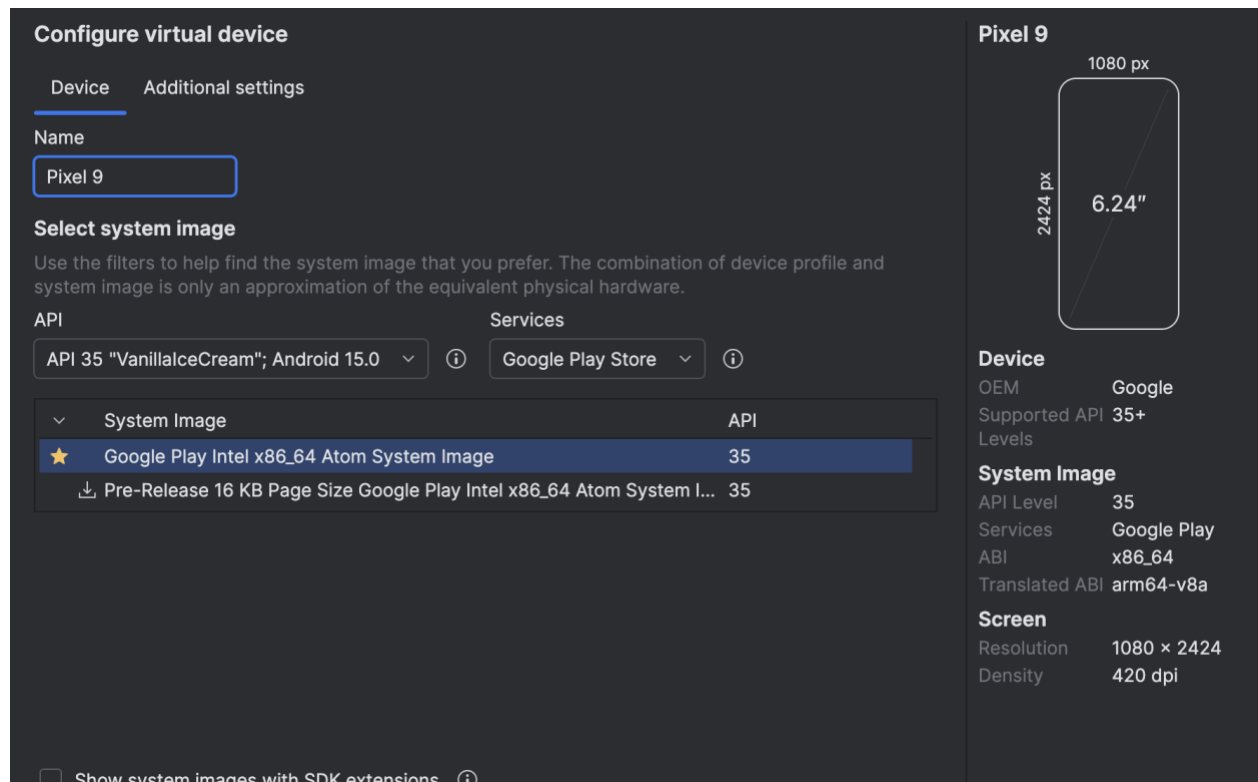 Configure virtual device
Device Additional settings
Name
Pixel 9
Select system image
Use the filters to help find the system image that you prefer. The combination of device profile and
system image is only an approximation of the equivalent physical hardware.
API Services
API 35 "VanillaIceCream"; Android 15.0 Google Play Store
System Image API
Google Play Intel x86_64 Atom System Image 35
Pre-Release 16 KB Page Size Google Play Intel x86_64 Atom System I... 35
Show system images with SDK extensions
Pixel 9
1080 px
2424 px
6.24″
Device
OEM Google
Supported API 35+
Levels
System Image
API Level 35
Services Google Play
ABI x86_64
Translated ABI arm64-v8a
Screen
Resolution 1080 × 2424
Density 420 dpi